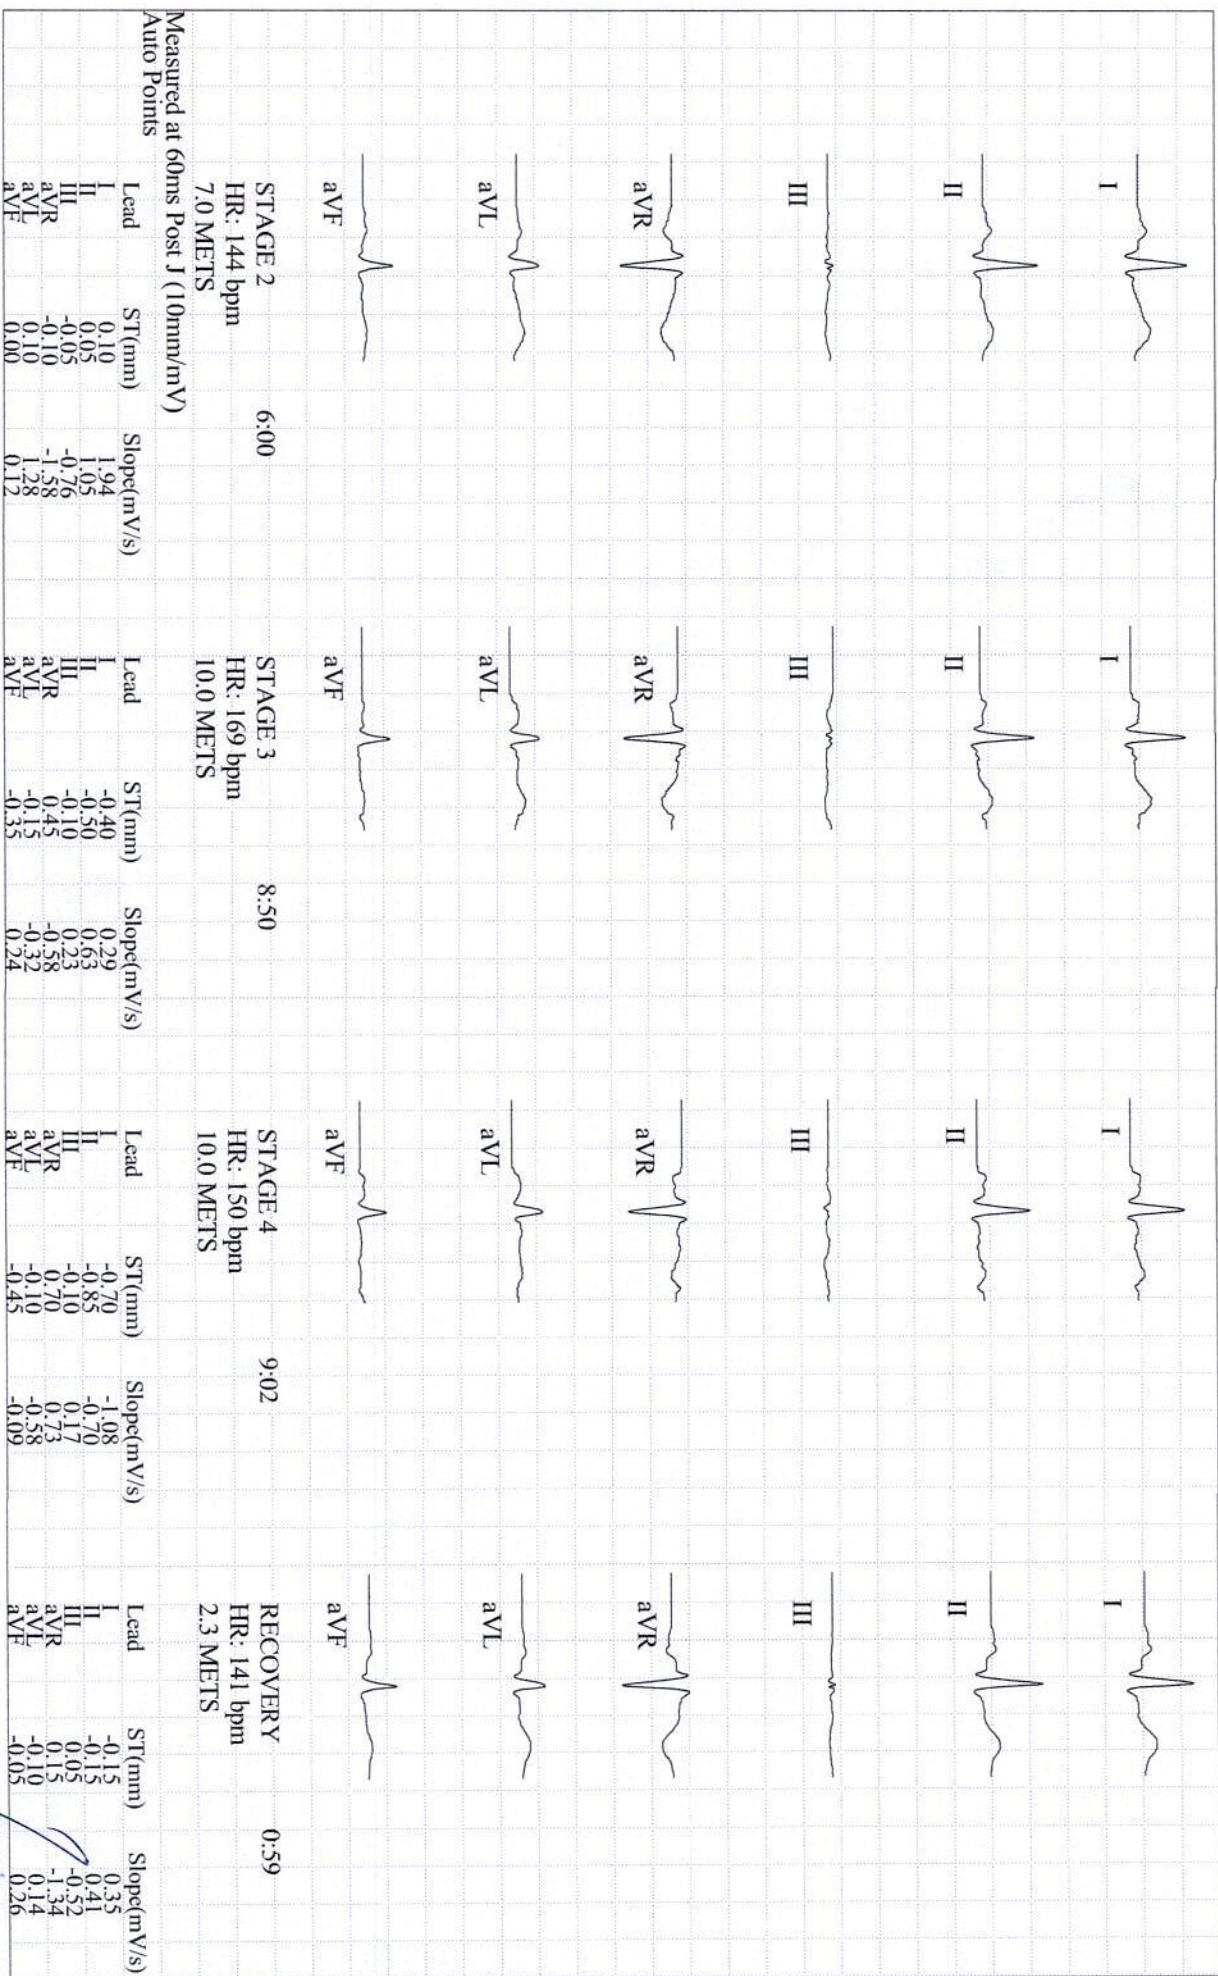 I I I I
II II II II
III III III III
aVR aVR aVR aVR
aVL aVL aVL aVL
aVF aVF aVF aVF
STAGE 2 6:00 STAGE 3 8:50 STAGE 4 9:02 RECOVERY 0:59
HR: 144 bpm HR: 169 bpm HR: 150 bpm HR: 141 bpm
7.0 METS 10.0 METS 10.0 METS 2.3 METS
Measured at 60ms Post J (10mm/mV)
Auto Points
Lead ST(mm) Slope(mV/s) Lead ST(mm) Slope(mV/s) Lead ST(mm) Slope(mV/s) Lead ST(mm) Slope(mV/s)
I 0.10 1.94 I -0.40 0.29 I -0.70 -1.08 I -0.15 0.35
II 0.05 1.05 II -0.50 0.63 II -0.85 -0.70 II -0.15 0.41
III -0.05 -0.76 III -0.10 0.23 III -0.10 0.17 III 0.05 -0.52
aVR -0.10 -1.58 aVR 0.45 -0.58 aVR 0.70 0.73 aVR 0.15 -1.34
aVL 0.10 1.28 aVL -0.15 -0.32 aVL -0.10 -0.58 aVL -0.10 0.14
aVF 0.00 0.12 aVF -0.35 0.24 aVF -0.45 -0.09 aVF -0.05 0.26